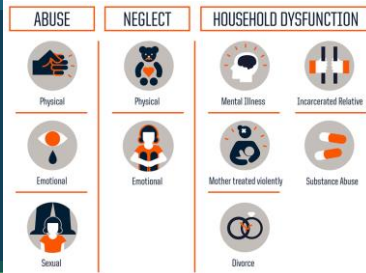 ABUSE
NEGLECT
HOUSEHOLD DYSFUNCTION
Physical
Physical
Mental Illness
Incarcerated Relative
Emotional
Emotional
Mother treated violently
Substance Abuse
Sexual
Divorce